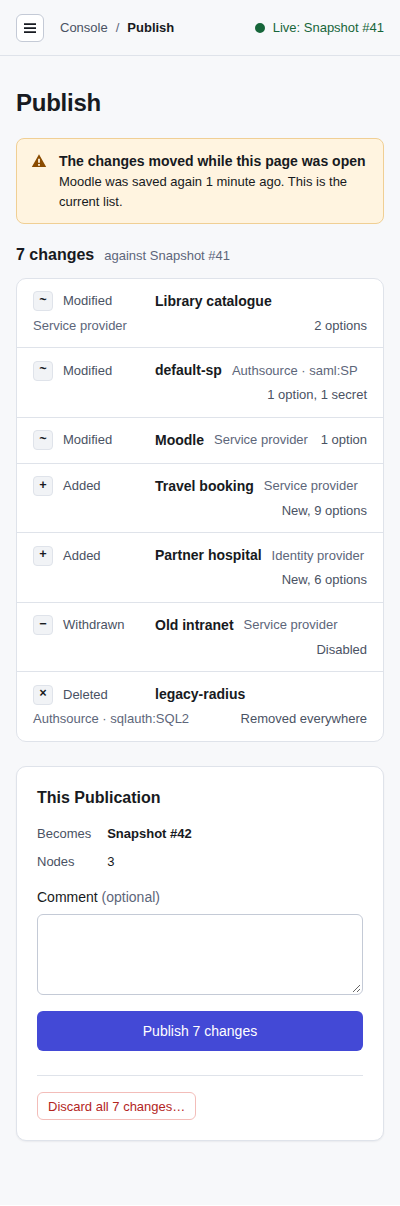 Console / Publish
Live: Snapshot #41
Publish
The changes moved while this page was open
Moodle was saved again 1 minute ago. This is the
current list.
7 changes against Snapshot #41
~ Modified Library catalogue
Service provider 2 options
~ Modified default-sp Authsource · saml:SP
1 option, 1 secret
~ Modified Moodle Service provider 1 option
+ Added Travel booking Service provider
New, 9 options
+ Added Partner hospital Identity provider
New, 6 options
− Withdrawn Old intranet Service provider
Disabled
× Deleted legacy-radius
Authsource · sqlauth:SQL2 Removed everywhere
This Publication
Becomes Snapshot #42
Nodes 3
Comment (optional)
Publish 7 changes
Discard all 7 changes…